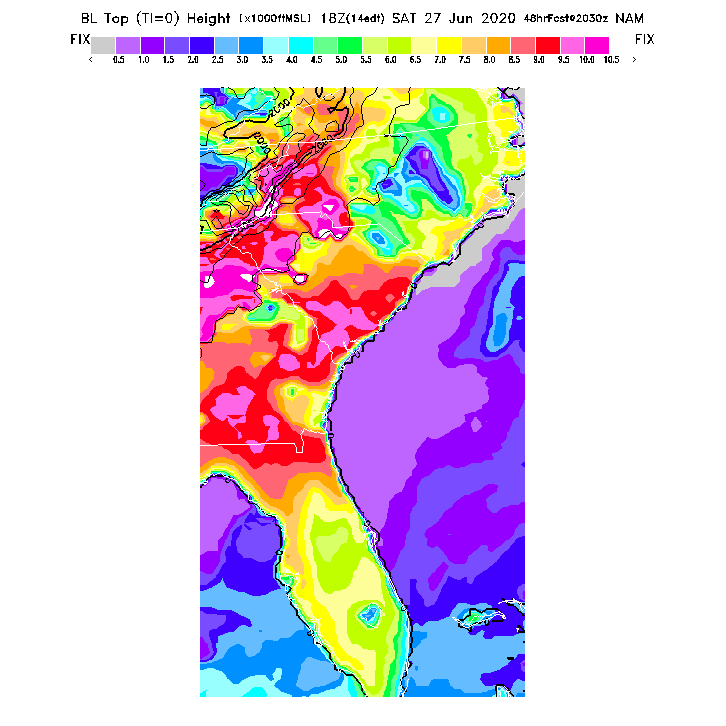 BL Top (TI=0) Height [x1000ftMSL] 18Z(14edt) SAT 27 Jun 2020 48hrFcst@2030z NAM
FIX FIX
< 0.5 1.0 1.5 2.0 2.5 3.5 4.0 4.5 5.0 5.5 6.0 6.5 7.0 7.5 8.0 8.5 9.0 9.5 10.0 10.5 >
2000
2000